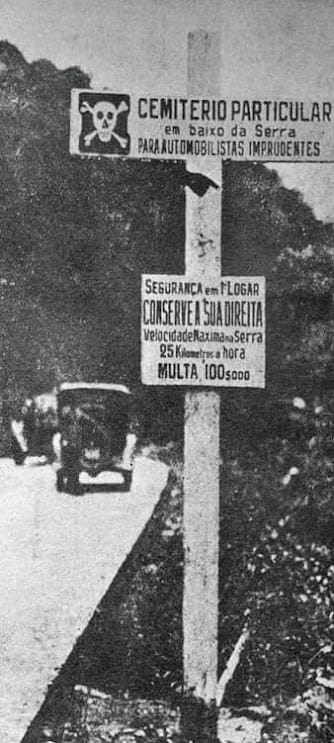 CEMITERIO PARTICULAR
em baixo da Serra
PARA AUTOMOBILISTAS IMPRUDENTES
SEGURANÇA em 1º LOGAR
CONSERVE A SUA DIREITA
Velocidade Maxima na Serra
25 Kilometros a hora
MULTA, 100$000